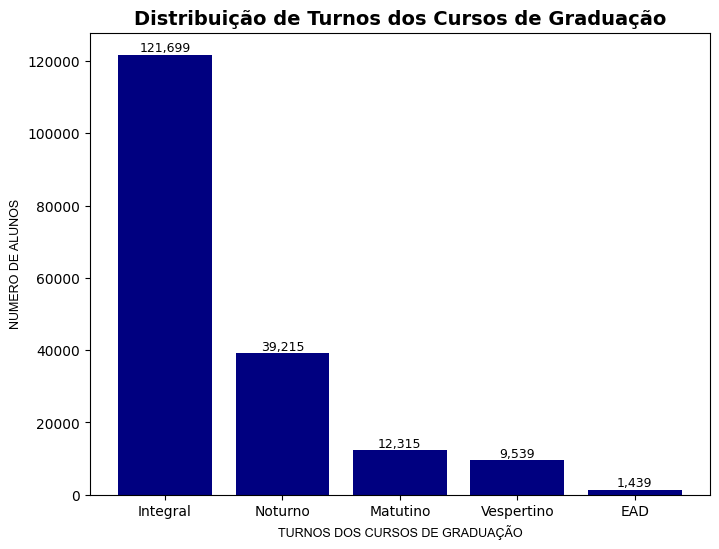 Distribuição de Turnos dos Cursos de Graduação
121,699
39,215
12,315
9,539
1,439
120000
100000
80000
60000
40000
20000
0
NUMERO DE ALUNOS
Integral
Noturno
Matutino
Vespertino
EAD
TURNOS DOS CURSOS DE GRADUAÇÃO